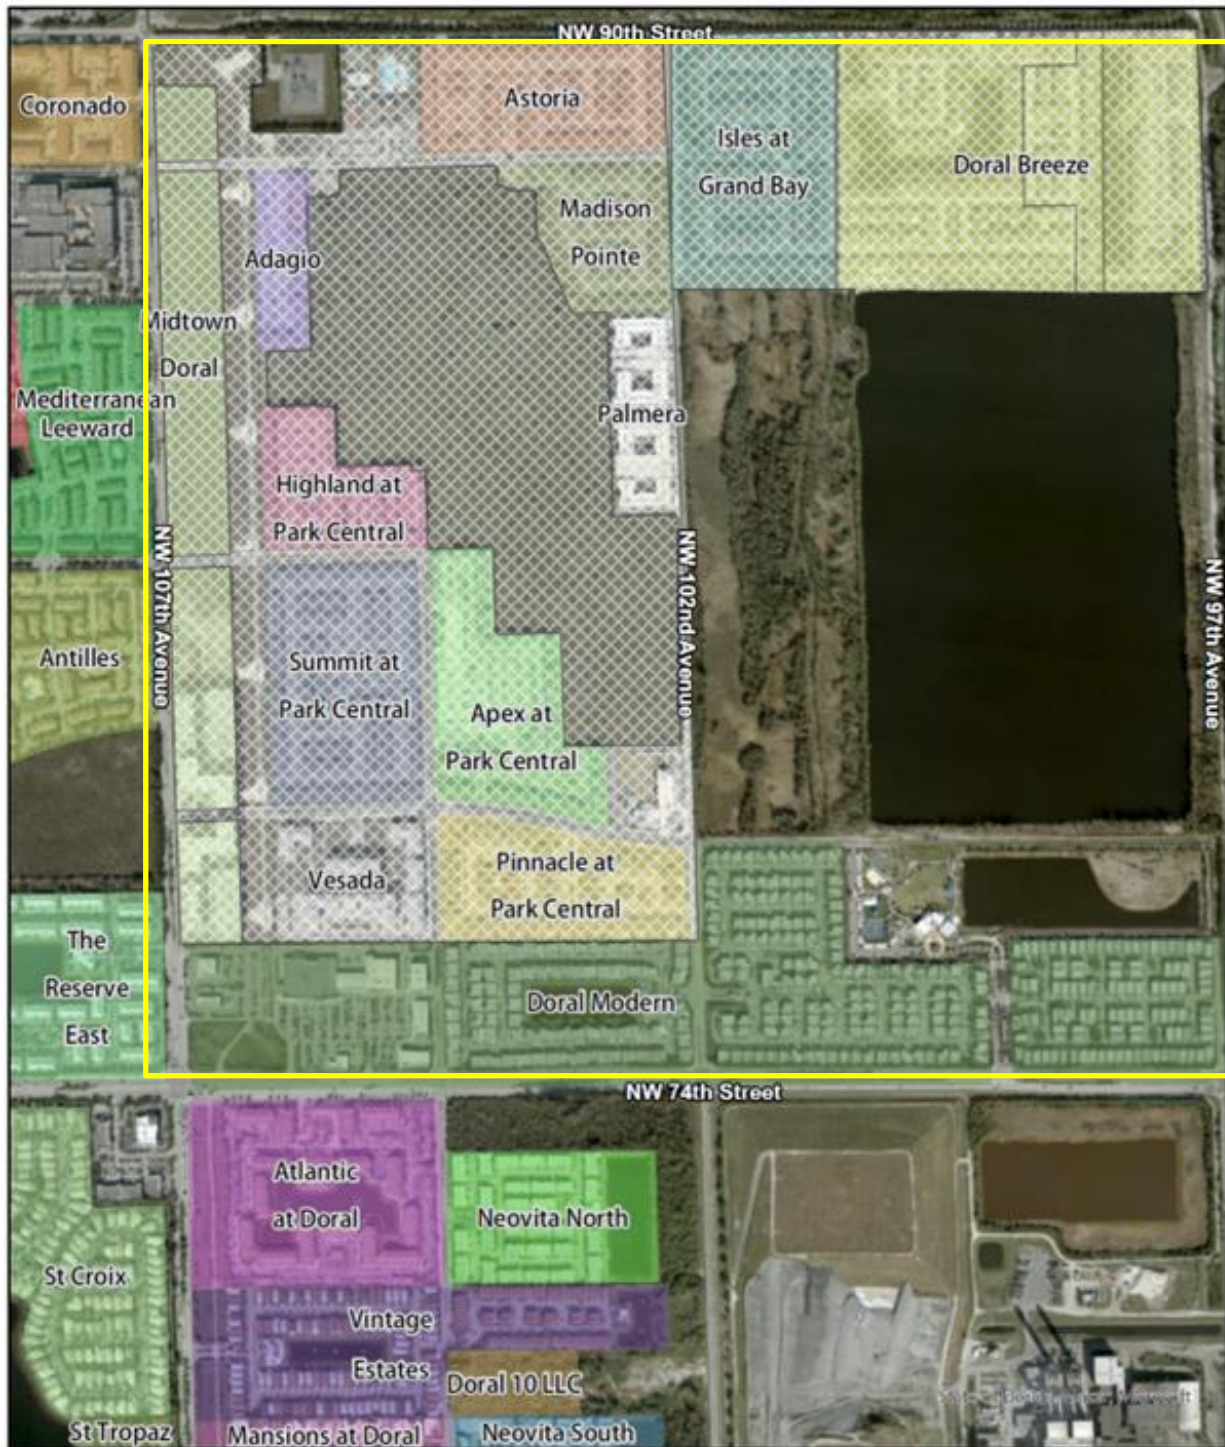 NW 90th Street
Coronado
Astoria
Isles at
Grand Bay
Doral Breeze
Madison
Pointe
Adagio
Midtown
Doral
Mediterranean
Leeward
Palmera
Highland at
Park Central
NW 107th Avenue
NW 102nd Avenue
NW 97th Avenue
Antilles
Summit at
Park Central
Apex at
Park Central
Vesada
Pinnacle at
Park Central
The
Reserve
East
Doral Modern
NW 74th Street
Atlantic
at Doral
Neovita North
St Croix
Vintage
Estates
Doral 10 LLC
St Tropaz
Mansions at Doral
Neovita South